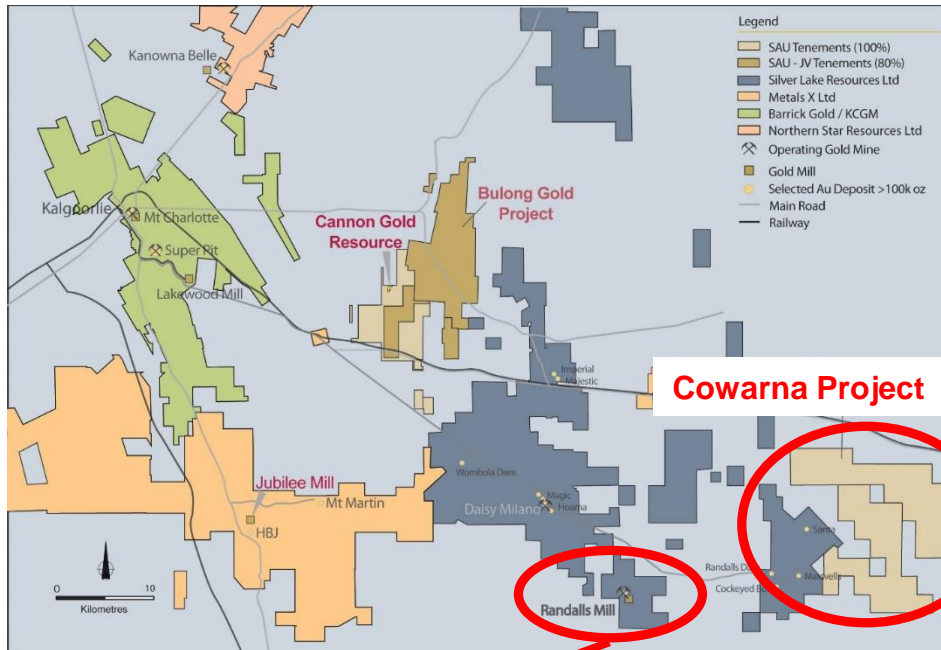 Kanowna Belle
Kalgoorlie
Mt Charlotte
Super Pit
Lakewood Mill
Cannon Gold
Resource
Bulong Gold
Project
Legend
SAU Tenements (100%)
SAU - JV Tenements (80%)
Silver Lake Resources Ltd
Metals X Ltd
Barrick Gold / KCGM
Northern Star Resources Ltd
Operating Gold Mine
Gold Mill
Selected Au Deposit >100k oz
Main Road
Railway
Imperial
Majestic
Cowarna Project
Wombola Dam
Jubilee Mill
Mt Martin
HBJ
Magic
Daisy Milano
Hoarna
Santa
Randalls
Maxwells
Cockeyed
Randalls Mill
0 10
Kilometres